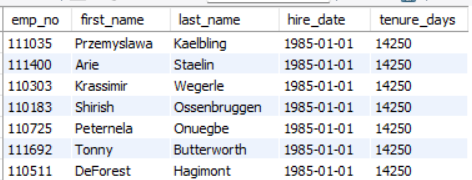 emp_no first_name last_name hire_date tenure_days
111035 Przemyslawa Kaelbling 1985-01-01 14250
111400 Arie Staelin 1985-01-01 14250
110303 Krassimir Wegerle 1985-01-01 14250
110183 Shirish Ossenbruggen 1985-01-01 14250
110725 Peternela Onuegbe 1985-01-01 14250
111692 Tonny Butterworth 1985-01-01 14250
110511 DeForest Hagimont 1985-01-01 14250